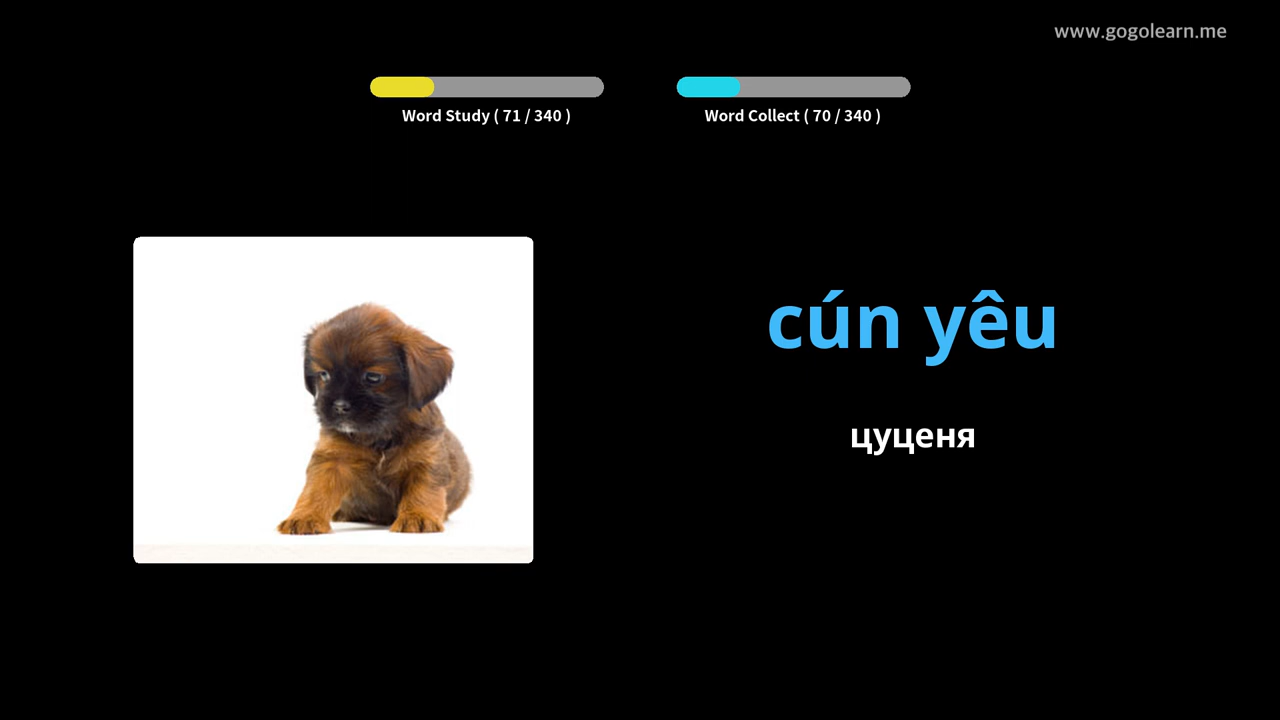 www.gogolearn.me
Word Study ( 71 / 340 )
Word Collect ( 70 / 340 )
cún yêu
цуценя